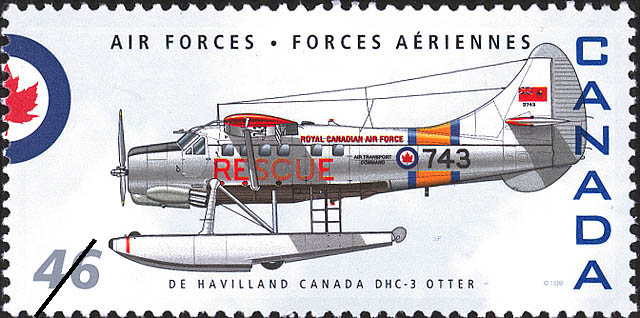 AIR FORCES • FORCES AÉRIENNES
CANADA
3743
ROYAL CANADIAN AIR FORCE
AIR TRANSPORT
COMMAND
743
RESCUE
46
DE HAVILLAND CANADA DHC-3 OTTER
©1999